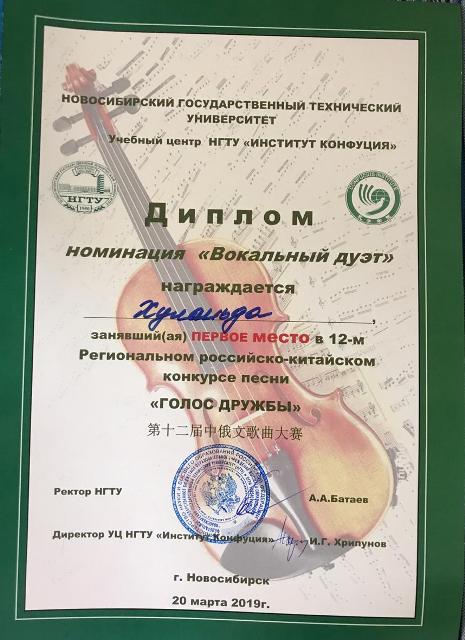 НОВОСИБИРСКИЙ ГОСУДАРСТВЕННЫЙ ТЕХНИЧЕСКИЙ
УНИВЕРСИТЕТ
Учебный центр НГТУ «ИНСТИТУТ КОНФУЦИЯ»
НГТУ
Диплом
номинация «Вокальный дуэт»
награждается
занявший(ая) ПЕРВОЕ место в 12-м
Региональном российско-китайском
конкурсе песни
«ГОЛОС ДРУЖБЫ»
第十二届中俄文歌曲大赛
Ректор НГТУ
А.А.Батаев
Директор УЦ НГТУ «Институт Конфуция»
И.Г. Хрипунов
г. Новосибирск
20 марта 2019г.